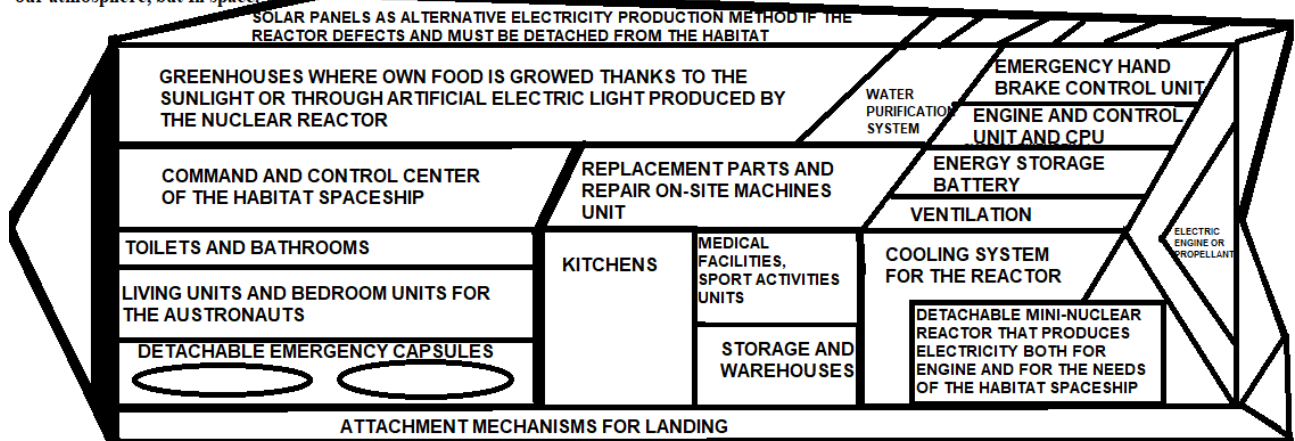 our atmosphere, but in space.
SOLAR PANELS AS ALTERNATIVE ELECTRICITY PRODUCTION METHOD IF THE
REACTOR DEFECTS AND MUST BE DETACHED FROM THE HABITAT
GREENHOUSES WHERE OWN FOOD IS GROWED THANKS TO THE
SUNLIGHT OR THROUGH ARTIFICIAL ELECTRIC LIGHT PRODUCED BY
THE NUCLEAR REACTOR
WATER
PURIFICATION
SYSTEM
EMERGENCY HAND
BRAKE CONTROL UNIT
ENGINE AND CONTROL
UNIT AND CPU
COMMAND AND CONTROL CENTER
OF THE HABITAT SPACESHIP
REPLACEMENT PARTS AND
REPAIR ON-SITE MACHINES
UNIT
ENERGY STORAGE
BATTERY
VENTILATION
TOILETS AND BATHROOMS
LIVING UNITS AND BEDROOM UNITS FOR
THE AUSTRONAUTS
DETACHABLE EMERGENCY CAPSULES
KITCHENS
MEDICAL
FACILITIES,
SPORT ACTIVITIES
UNITS
STORAGE AND
WAREHOUSES
COOLING SYSTEM
FOR THE REACTOR
DETACHABLE MINI-NUCLEAR
REACTOR THAT PRODUCES
ELECTRICITY BOTH FOR
ENGINE AND FOR THE NEEDS
OF THE HABITAT SPACESHIP
ELECTRIC
ENGINE OR
PROPELLANT
ATTACHMENT MECHANISMS FOR LANDING